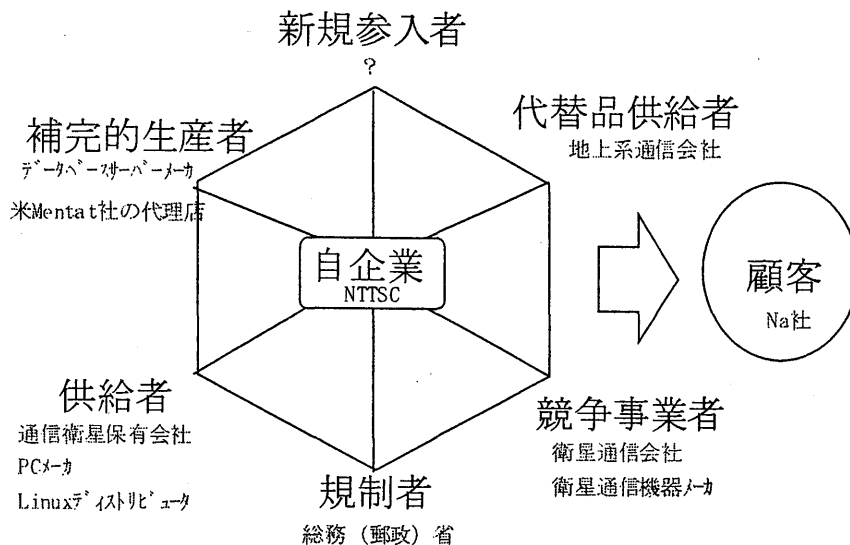 新規参入者
?
代替品供給者
地上系通信会社
補完的生産者
データベースサーバーメーカ
米Mentat社の代理店
自企業
NTTSC
顧客
Na社
供給者
通信衛星保有会社
PCメーカ
Linuxディストリビュータ
競争事業者
衛星通信会社
衛星通信機器メーカ
規制者
総務（郵政）省